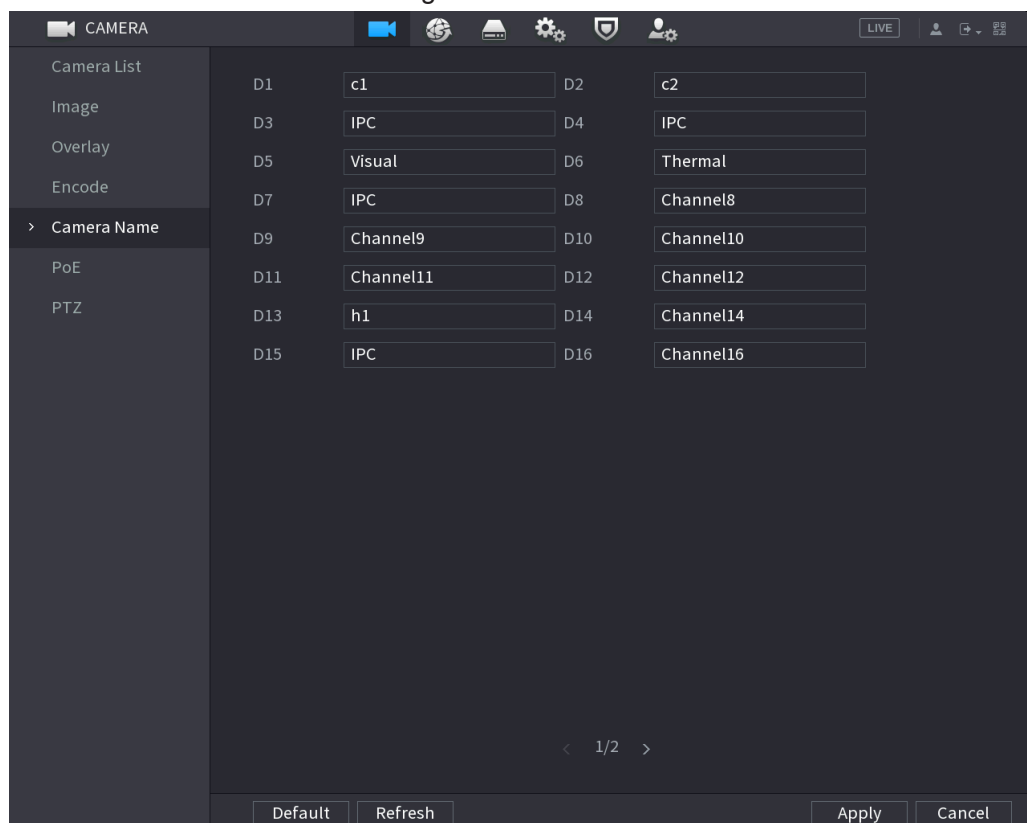 CAMERA LIVE
Camera List
Image
Overlay
Encode
> Camera Name
PoE
PTZ
D1 c1 D2 c2
D3 IPC D4 IPC
D5 Visual D6 Thermal
D7 IPC D8 Channel8
D9 Channel9 D10 Channel10
D11 Channel11 D12 Channel12
D13 h1 D14 Channel14
D15 IPC D16 Channel16
< 1/2 >
Default Refresh Apply Cancel